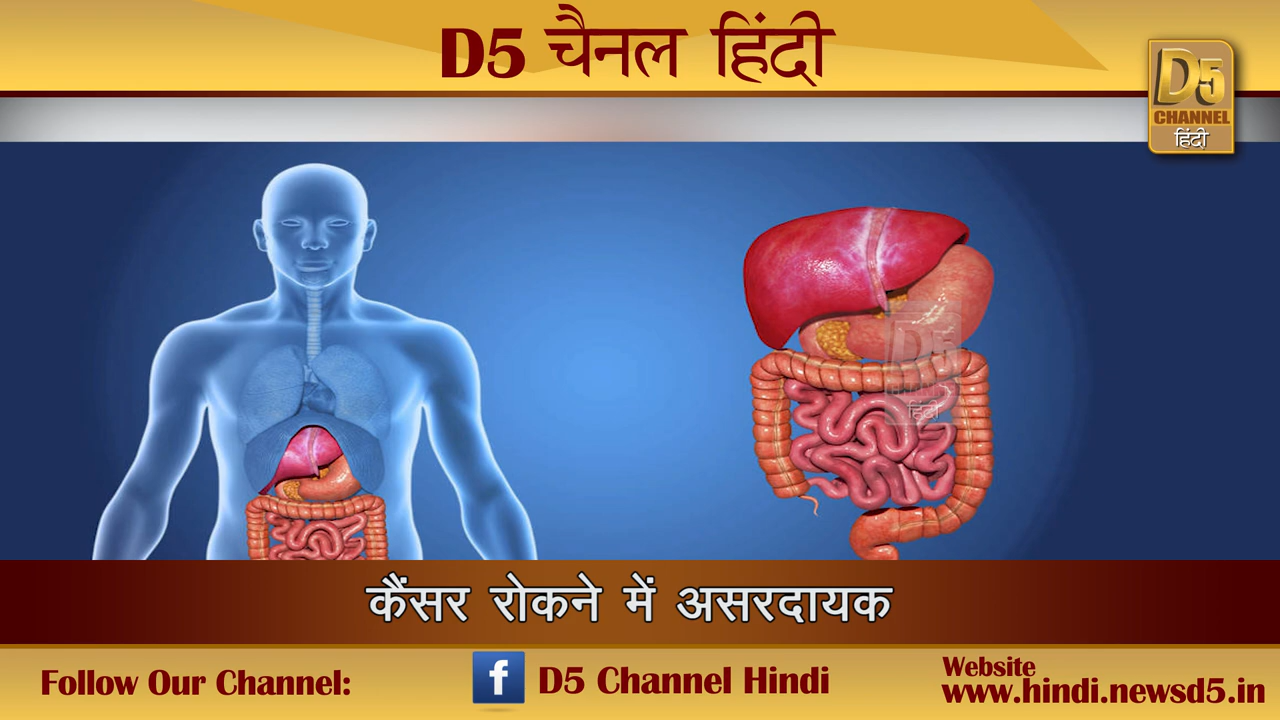 D5 चैनल हिंदी
D5
CHANNEL
हिंदी
D5
हिंदी
कैंसर रोकने में असरदायक
Follow Our Channel:
f D5 Channel Hindi
Website
www.hindi.newsd5.in